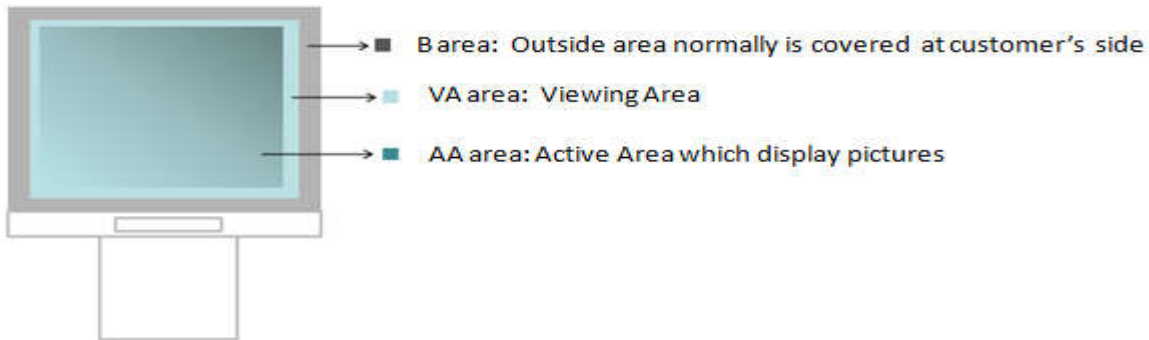 B area: Outside area normally is covered at customer's side
VA area: Viewing Area
AA area: Active Area which display pictures